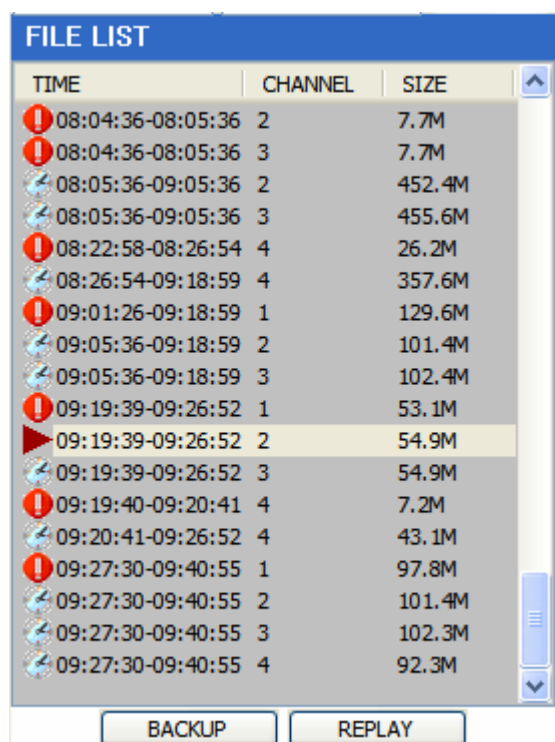 FILE LIST
TIME CHANNEL SIZE
08:04:36-08:05:36 2 7.7M
08:04:36-08:05:36 3 7.7M
08:05:36-09:05:36 2 452.4M
08:05:36-09:05:36 3 455.6M
08:22:58-08:26:54 4 26.2M
08:26:54-09:18:59 4 357.6M
09:01:26-09:18:59 1 129.6M
09:05:36-09:18:59 2 101.4M
09:05:36-09:18:59 3 102.4M
09:19:39-09:26:52 1 53.1M
09:19:39-09:26:52 2 54.9M
09:19:39-09:26:52 3 54.9M
09:19:40-09:20:41 4 7.2M
09:20:41-09:26:52 4 43.1M
09:27:30-09:40:55 1 97.8M
09:27:30-09:40:55 2 101.4M
09:27:30-09:40:55 3 102.3M
09:27:30-09:40:55 4 92.3M
BACKUP REPLAY